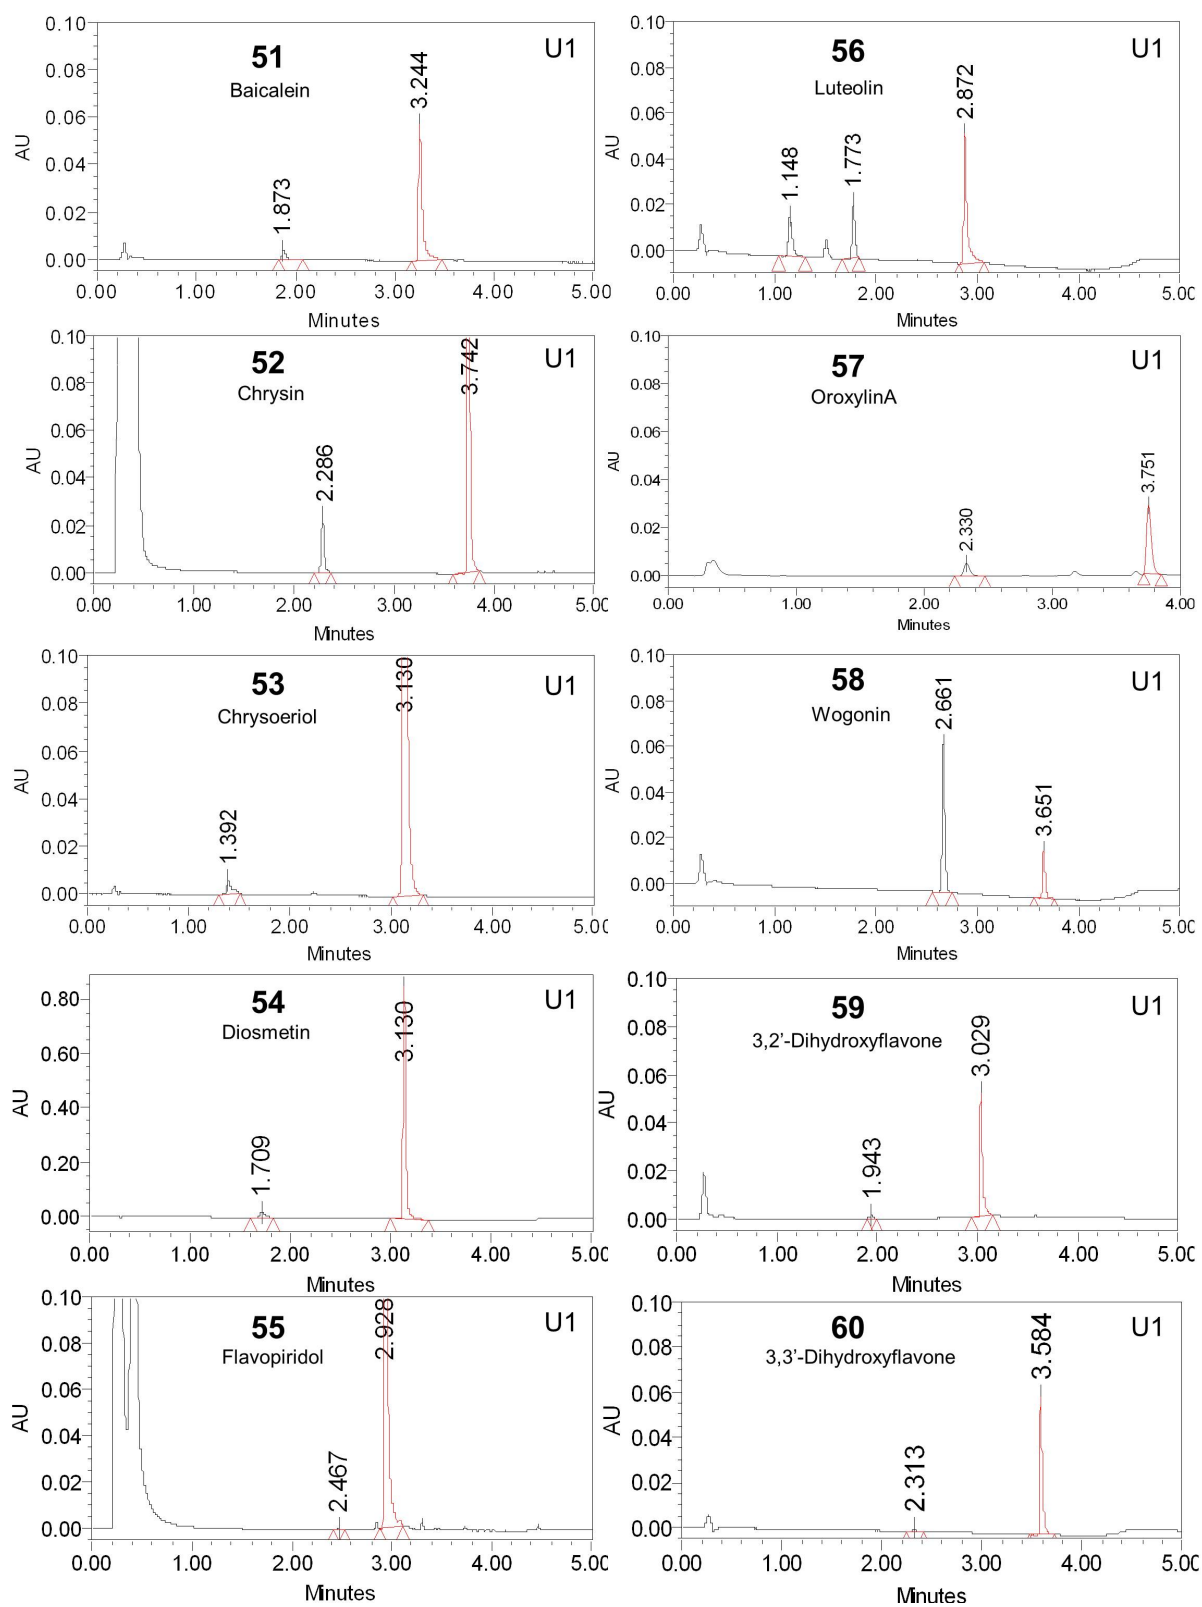 0.10
51
Baicalein
U1
3.244
1.873
0.08
0.06
0.04
0.02
0.00
AU
0.00 1.00 2.00 3.00 4.00 5.00
Minutes
0.10
56
Luteolin
U1
2.872
1.148
1.773
0.08
0.06
0.04
0.02
0.00
AU
0.00 1.00 2.00 3.00 4.00 5.00
Minutes
0.10
52
Chrysin
U1
3.742
2.286
0.08
0.06
0.04
0.02
0.00
AU
0.00 1.00 2.00 3.00 4.00 5.00
Minutes
0.10
57
OroxylinA
U1
3.751
2.330
0.08
0.06
0.04
0.02
0.00
AU
0.00 1.00 2.00 3.00 4.00
Minutes
0.10
53
Chrysoeriol
U1
3.130
1.392
0.08
0.06
0.04
0.02
0.00
AU
0.00 1.00 2.00 3.00 4.00 5.00
Minutes
0.10
58
Wogonin
U1
2.661
3.651
0.08
0.06
0.04
0.02
0.00
AU
0.00 1.00 2.00 3.00 4.00 5.00
Minutes
54
Diosmetin
U1
3.130
1.709
0.80
0.60
0.40
0.20
0.00
AU
0.00 1.00 2.00 3.00 4.00 5.00
Minutes
0.10
59
3,2'-Dihydroxyflavone
U1
3.029
1.943
0.08
0.06
0.04
0.02
0.00
AU
0.00 1.00 2.00 3.00 4.00 5.00
Minutes
0.10
55
Flavopiridol
U1
2.928
2.467
0.08
0.06
0.04
0.02
0.00
AU
0.00 1.00 2.00 3.00 4.00 5.00
Minutes
0.10
60
3,3'-Dihydroxyflavone
U1
3.584
2.313
0.08
0.06
0.04
0.02
0.00
AU
0.00 1.00 2.00 3.00 4.00 5.00
Minutes